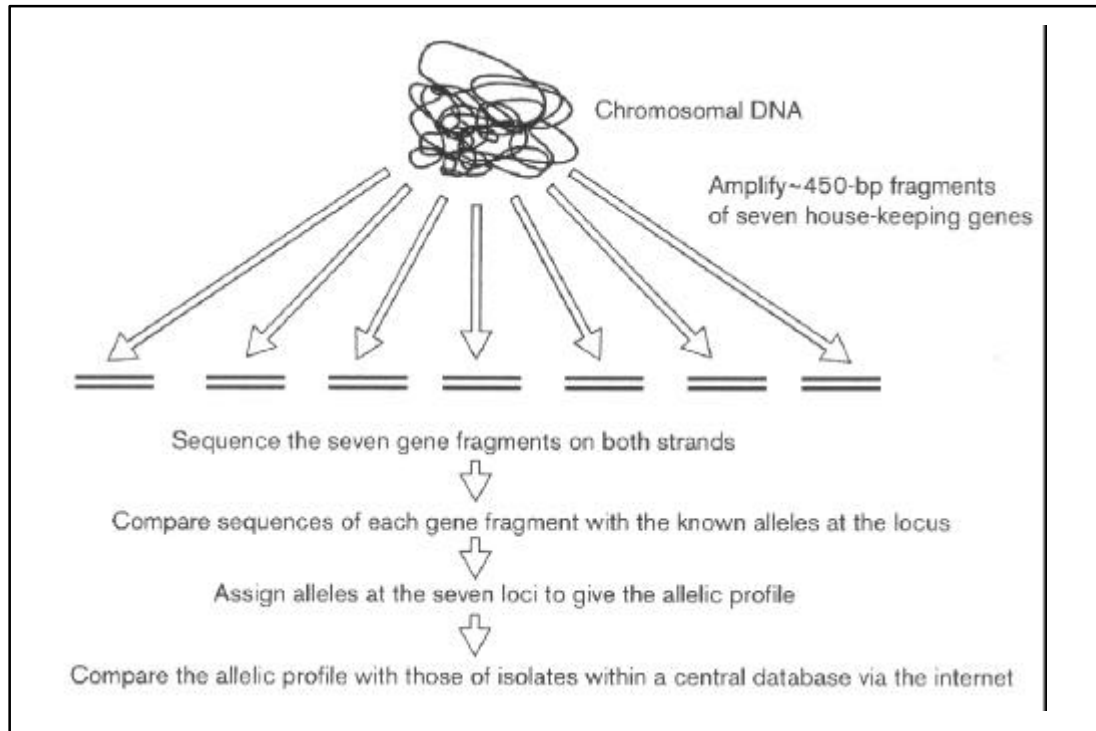 Chromosomal DNA
Amplify~450-bp fragments
of seven house-keeping genes
Sequence the seven gene fragments on both strands
Compare sequences of each gene fragment with the known alleles at the locus
Assign alleles at the seven loci to give the allelic profile
Compare the allelic profile with those of isolates within a central database via the internet